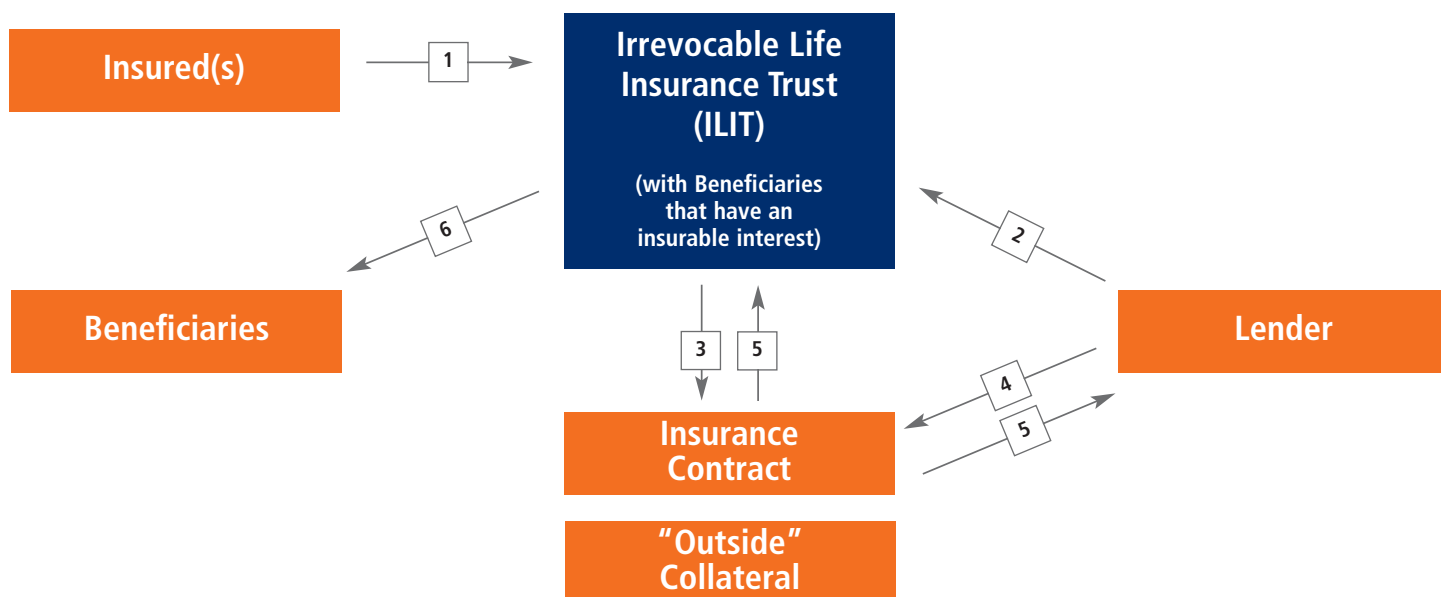 Insured(s)
1
Irrevocable Life
Insurance Trust
(ILIT)
(with Beneficiaries
that have an
insurable interest)
6
2
Beneficiaries
Lender
3
5
4
5
Insurance
Contract
“Outside”
Collateral